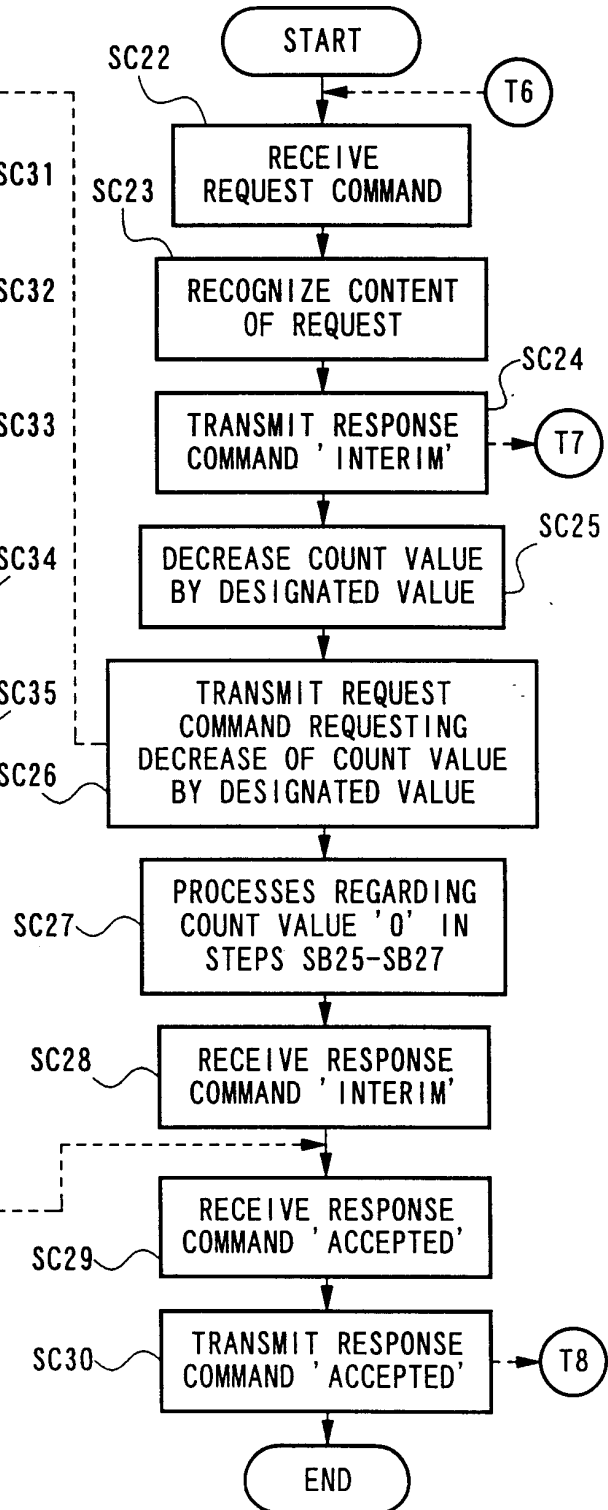 START
SC22
T6
RECEIVE
REQUEST COMMAND
SC31
SC23
RECOGNIZE CONTENT
OF REQUEST
SC32
SC24
TRANSMIT RESPONSE
COMMAND 'INTERIM'
T7
SC33
SC25
DECREASE COUNT VALUE
BY DESIGNATED VALUE
SC34
TRANSMIT REQUEST
COMMAND REQUESTING
DECREASE OF COUNT VALUE
BY DESIGNATED VALUE
SC35
SC26
PROCESSES REGARDING
COUNT VALUE '0' IN
STEPS SB25-SB27
SC27
RECEIVE RESPONSE
COMMAND 'INTERIM'
SC28
RECEIVE RESPONSE
COMMAND 'ACCEPTED'
SC29
TRANSMIT RESPONSE
COMMAND 'ACCEPTED'
SC30
T8
END